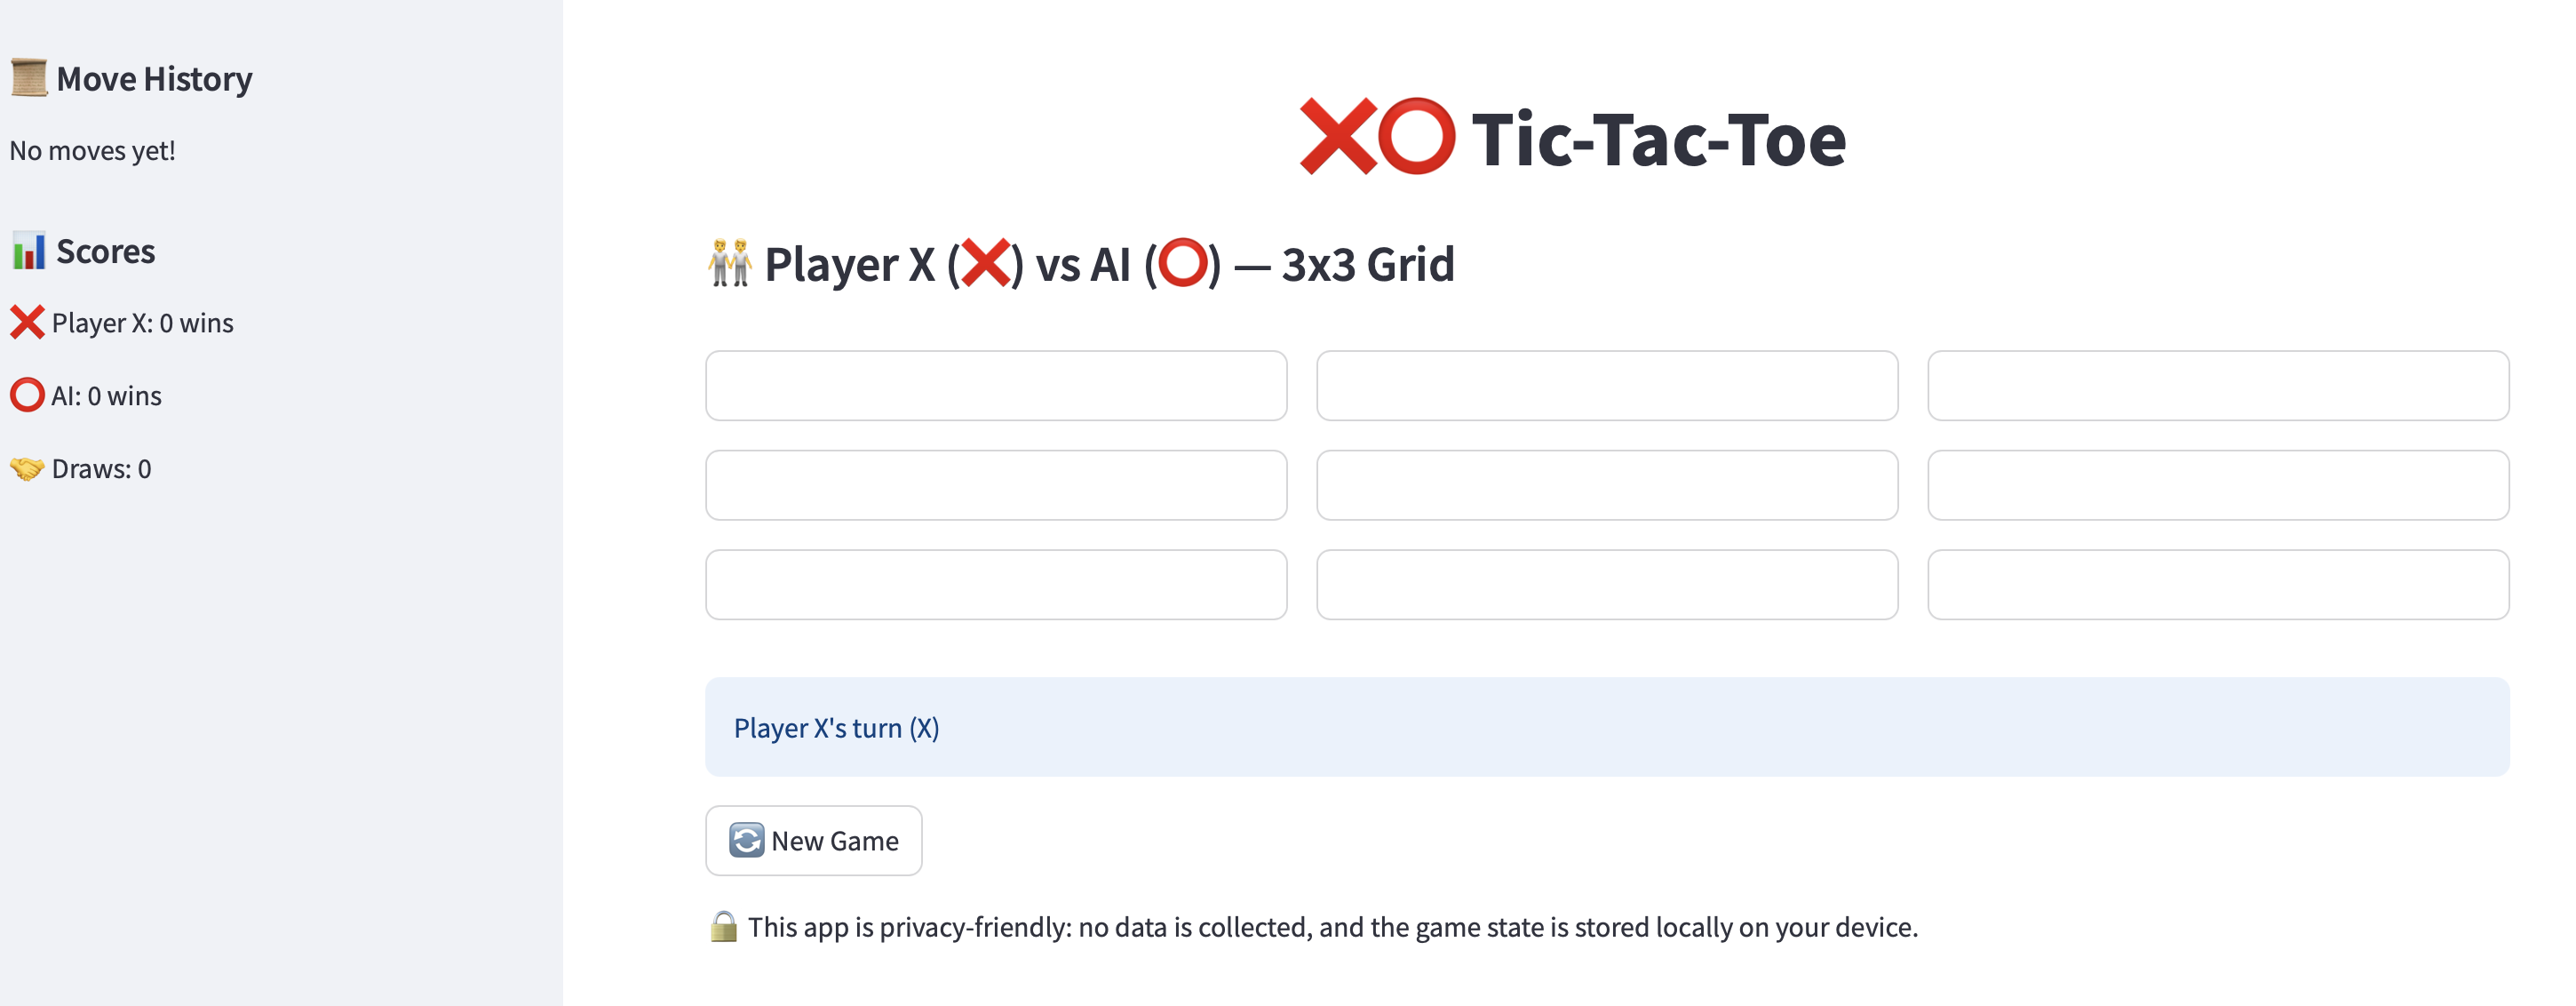 📜 Move History
No moves yet!
📊 Scores
❌ Player X: 0 wins
⭕ AI: 0 wins
🤝 Draws: 0
❌⭕ Tic-Tac-Toe
👬 Player X (❌) vs AI (⭕) — 3x3 Grid
Player X's turn (X)
🔄 New Game
🔒 This app is privacy-friendly: no data is collected, and the game state is stored locally on your device.